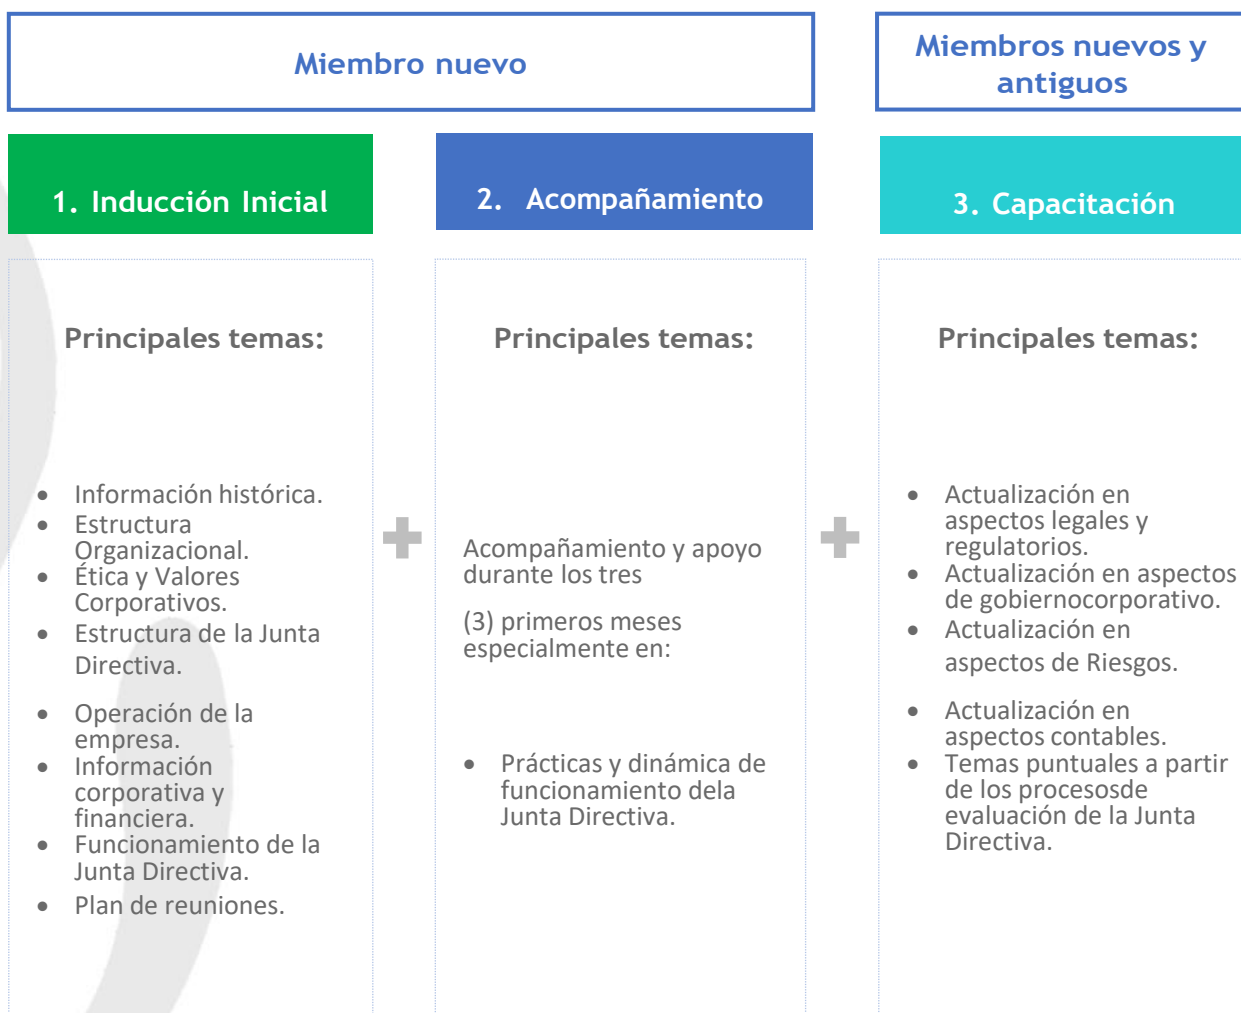 Miembro nuevo
Miembros nuevos y
antiguos
1. Inducción Inicial
2. Acompañamiento
3. Capacitación
Principales temas:
• Información histórica.
• Estructura
Organizacional.
• Ética y Valores
Corporativos.
• Estructura de la Junta
Directiva.
• Operación de la
empresa.
• Información
corporativa y
financiera.
• Funcionamiento de la
Junta Directiva.
• Plan de reuniones.
Principales temas:
Acompañamiento y apoyo
durante los tres
(3) primeros meses
especialmente en:
• Prácticas y dinámica de
funcionamiento dela
Junta Directiva.
Principales temas:
• Actualización en
aspectos legales y
regulatorios.
• Actualización en aspectos
de gobiernocorporativo.
• Actualización en
aspectos de Riesgos.
• Actualización en
aspectos contables.
• Temas puntuales a partir
de los procesosde
evaluación de la Junta
Directiva.